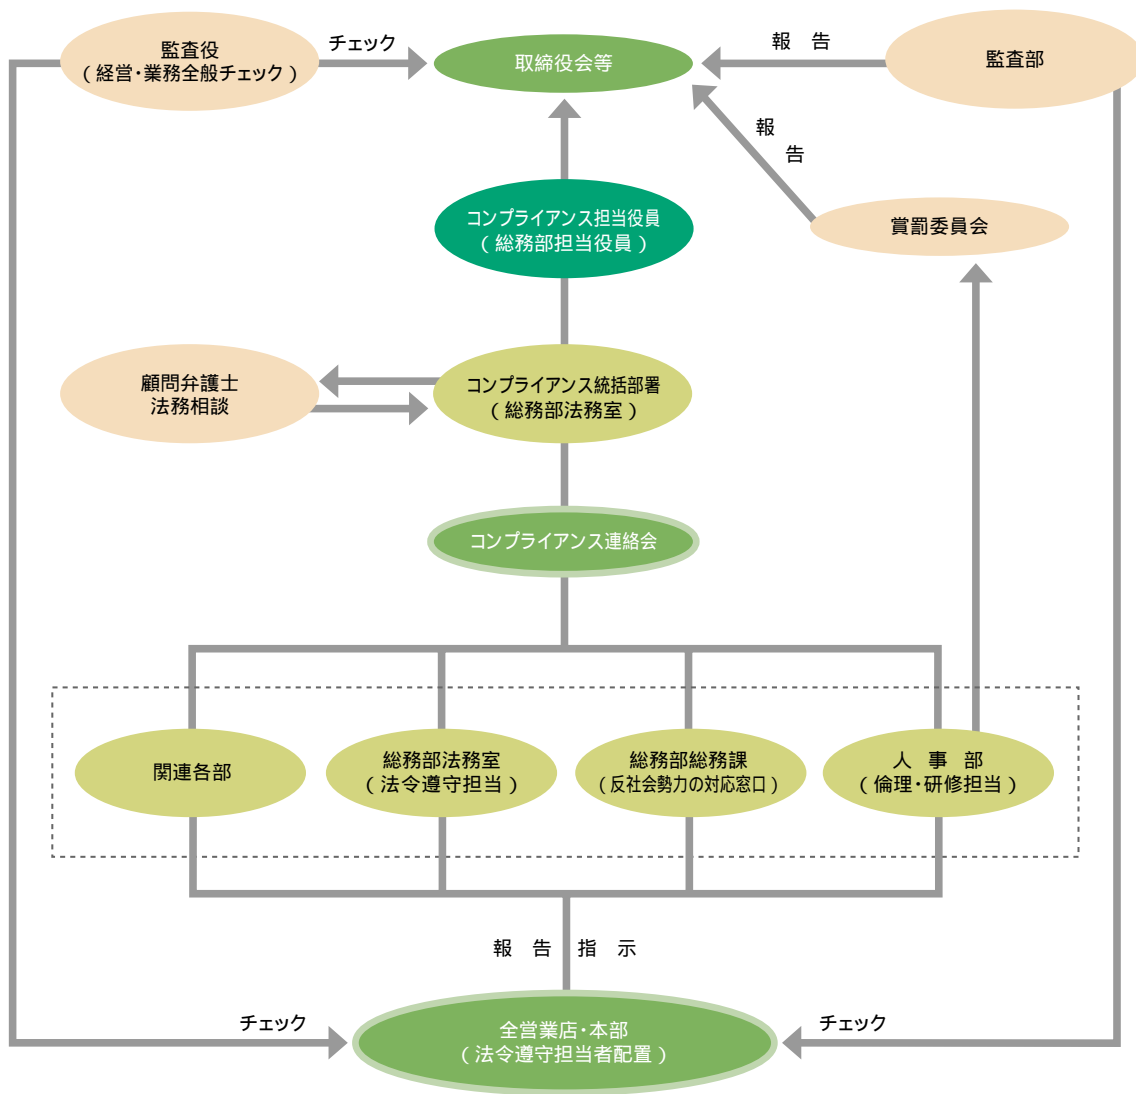 監査役
(経営・業務全般チェック)
チェック
取締役会等
報 告
監査部
報
告
コンプライアンス担当役員
(総務部担当役員)
賞罰委員会
顧問弁護士
法務相談
コンプライアンス統括部署
(総務部法務室)
コンプライアンス連絡会
関連各部
総務部法務室
(法令遵守担当)
総務部総務課
(反社会勢力の対応窓口)
人 事 部
(倫理・研修担当)
報 告 指 示
チェック
全営業店・本部
(法令遵守担当者配置)
チェック